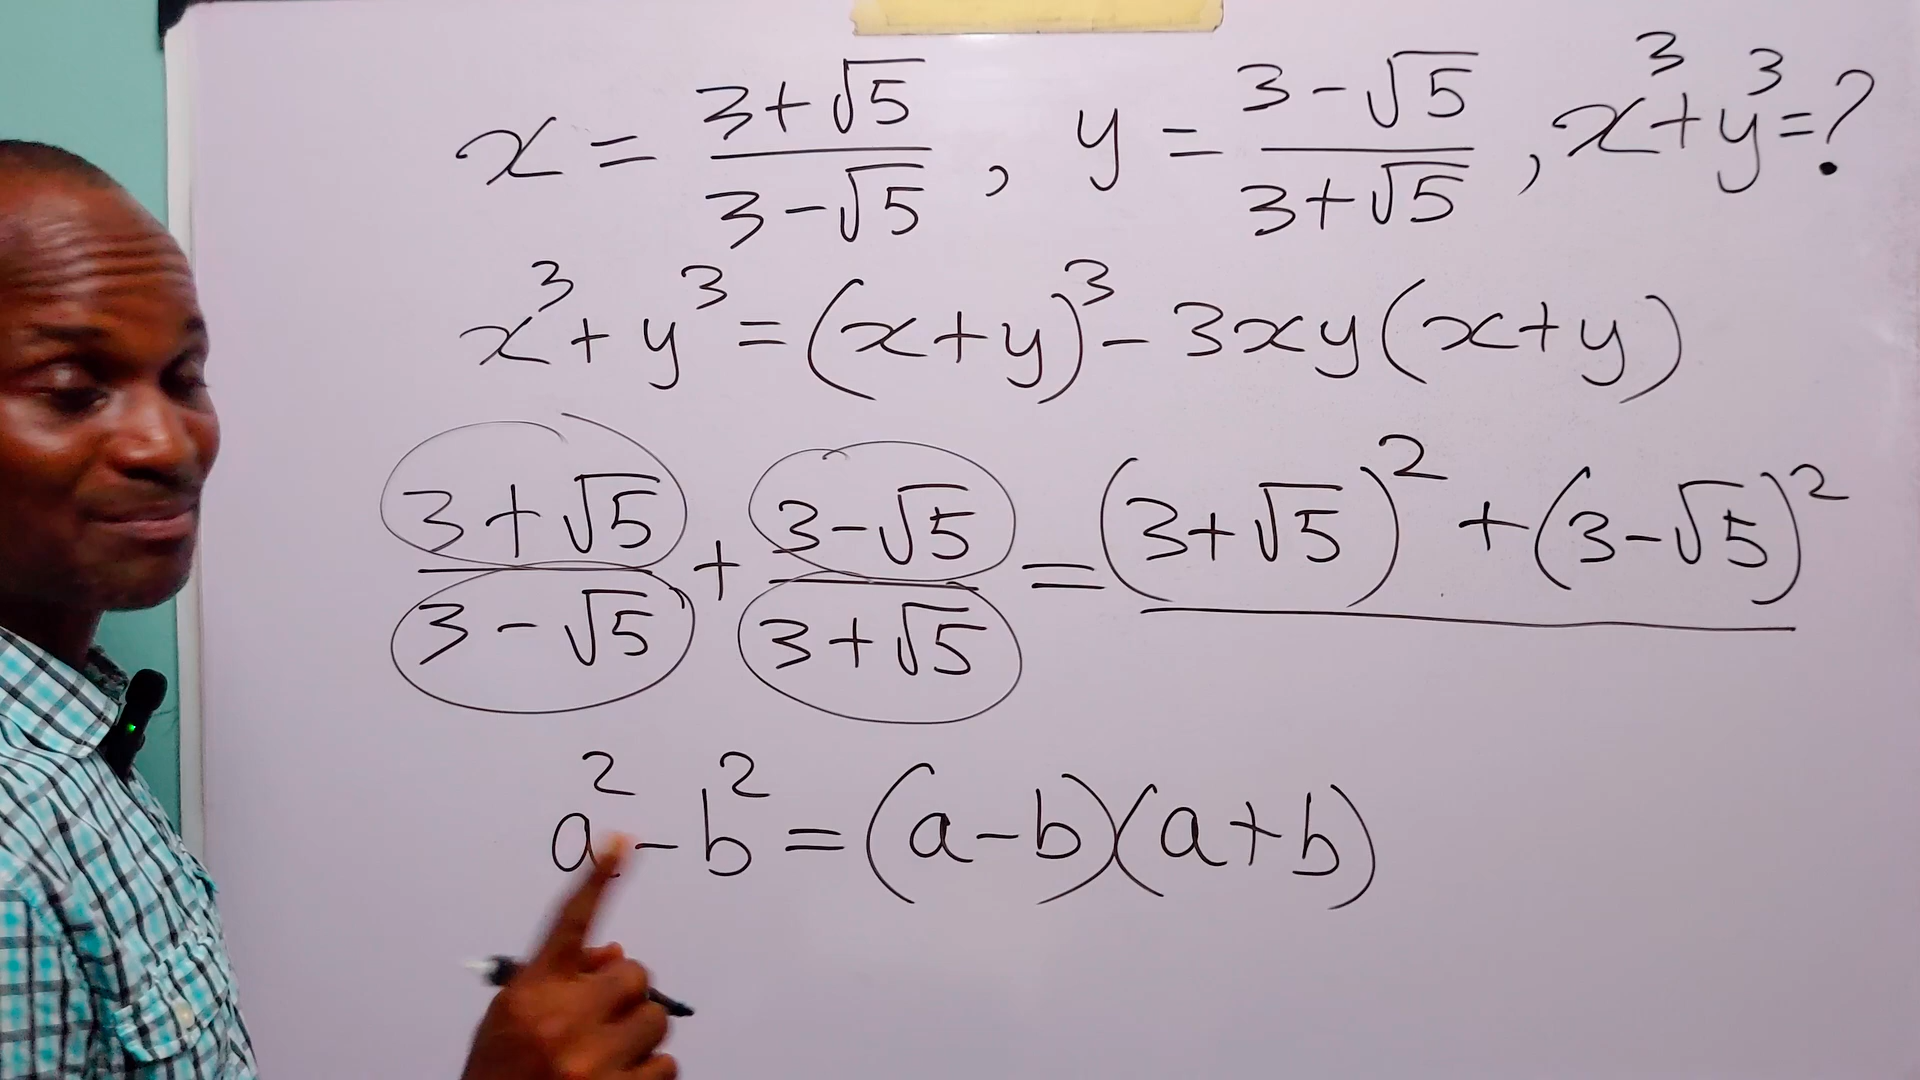 x = (3+√5)/(3-√5), y = (3-√5)/(3+√5), x³+y³=?
x³+y³=(x+y)³-3xy(x+y)
(3+√5)/(3-√5) + (3-√5)/(3+√5) = (3+√5)²+(3-√5)²
a²-b²=(a-b)(a+b)